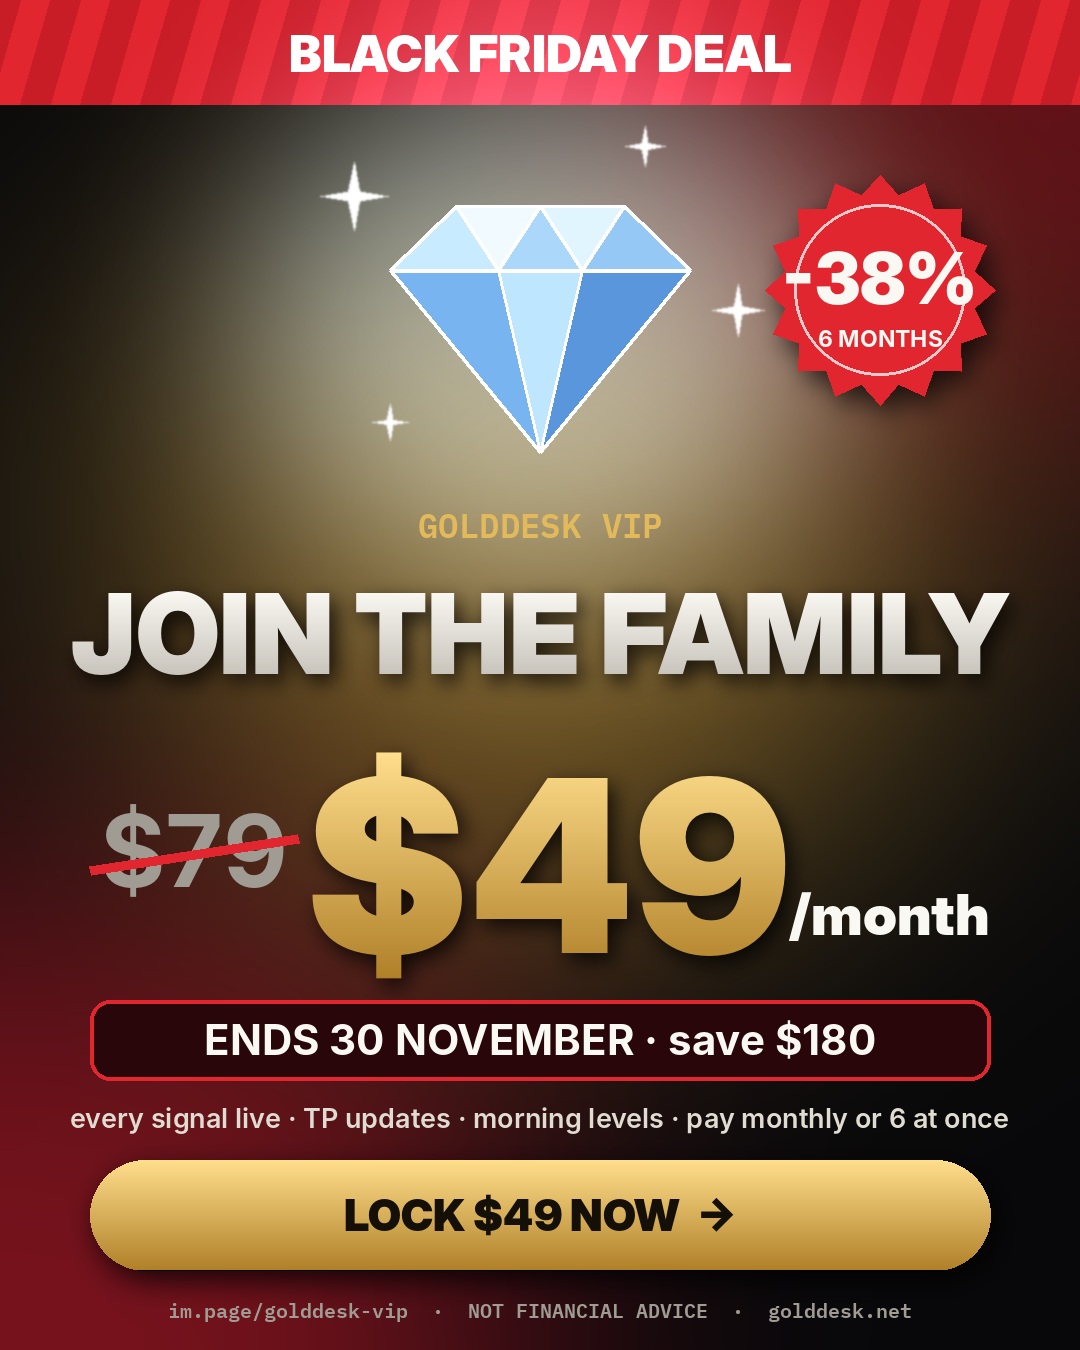 BLACK FRIDAY DEAL
-38%
6 MONTHS
GOLDDESK VIP
JOIN THE FAMILY
$79 $49/month
ENDS 30 NOVEMBER · save $180
every signal live · TP updates · morning levels · pay monthly or 6 at once
LOCK $49 NOW →
im.page/golddesk-vip · NOT FINANCIAL ADVICE · golddesk.net